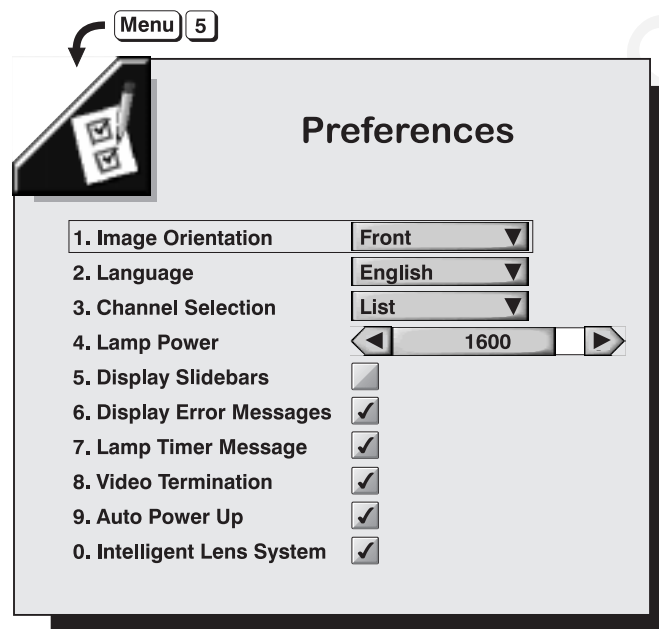 Menu 5
Preferences
1. Image Orientation Front
2. Language English
3. Channel Selection List
4. Lamp Power 1600
5. Display Slidebars
6. Display Error Messages
7. Lamp Timer Message
8. Video Termination
9. Auto Power Up
0. Intelligent Lens System